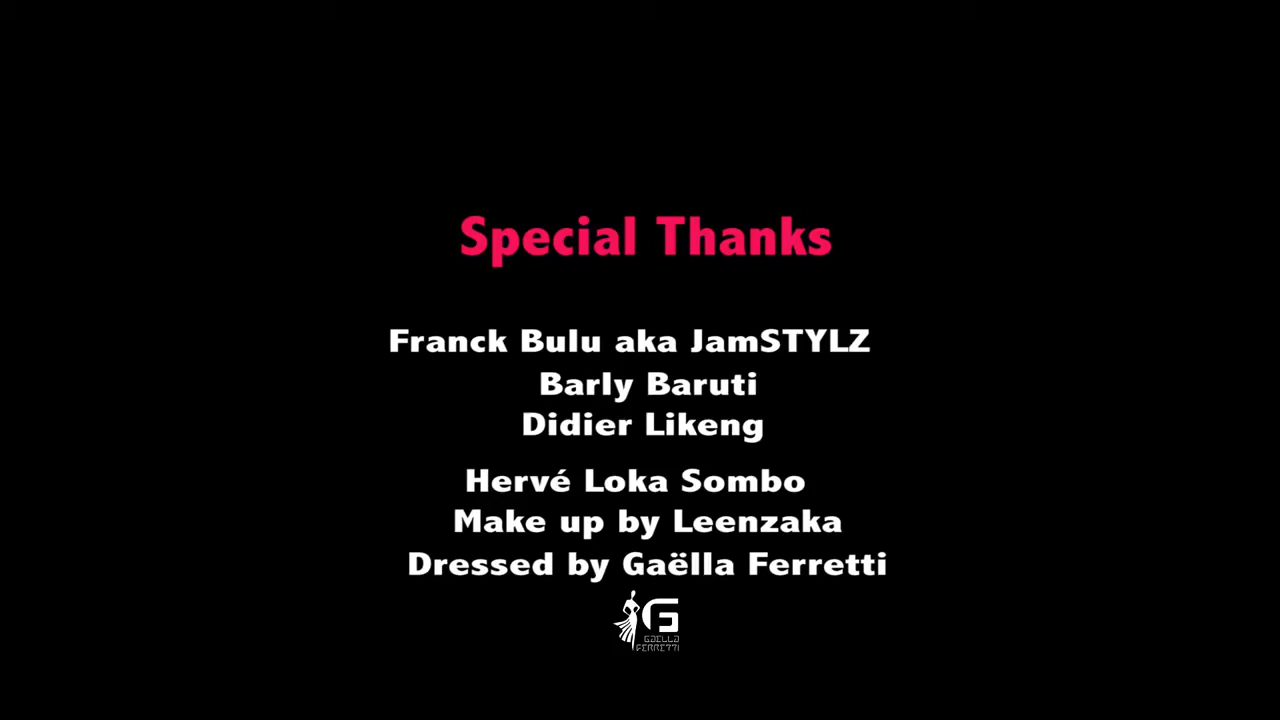 Special Thanks
Franck Bulu aka JamSTYLZ
Barly Baruti
Didier Likeng
Hervé Loka Sombo
Make up by Leenzaka
Dressed by Gaëlla Ferretti
GAELLA
FERRETTI